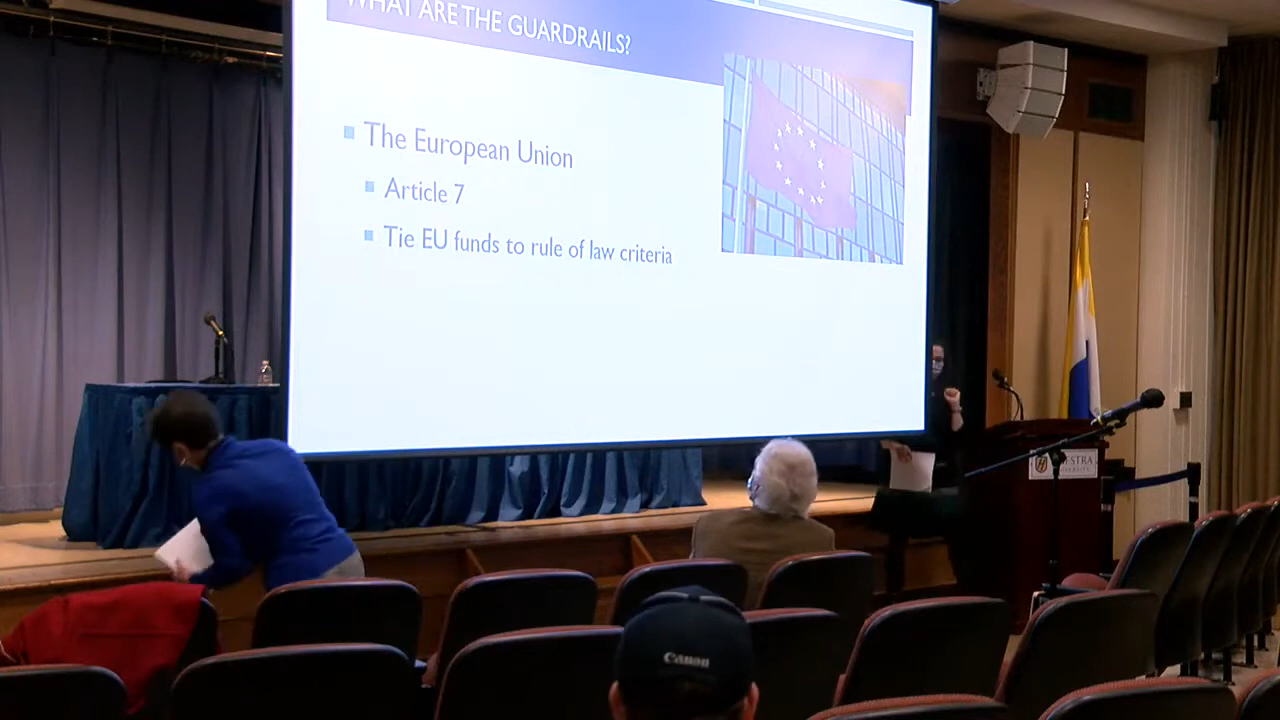 WHAT ARE THE GUARDRAILS?
The European Union
Article 7
Tie EU funds to rule of law criteria
Canon